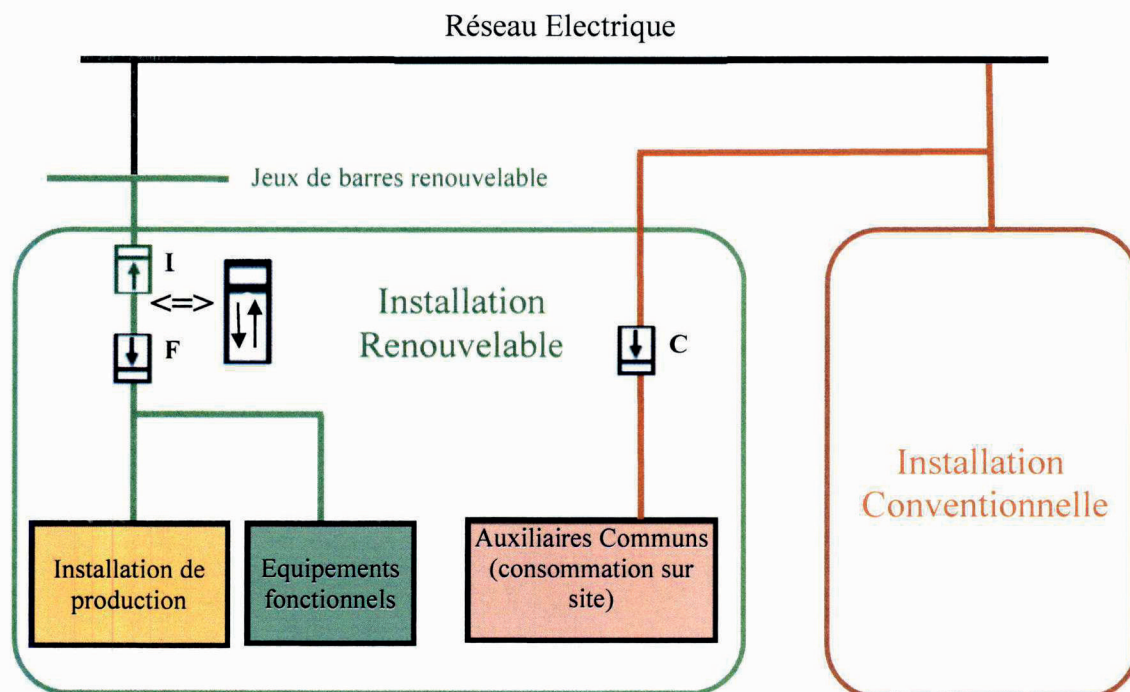 Réseau Electrique
Jeux de barres renouvelable
I
<=>
F
Installation
Renouvelable
C
Installation
Conventionnelle
Installation de
production
Equipements
fonctionnels
Auxiliaires Communs
(consommation sur
site)